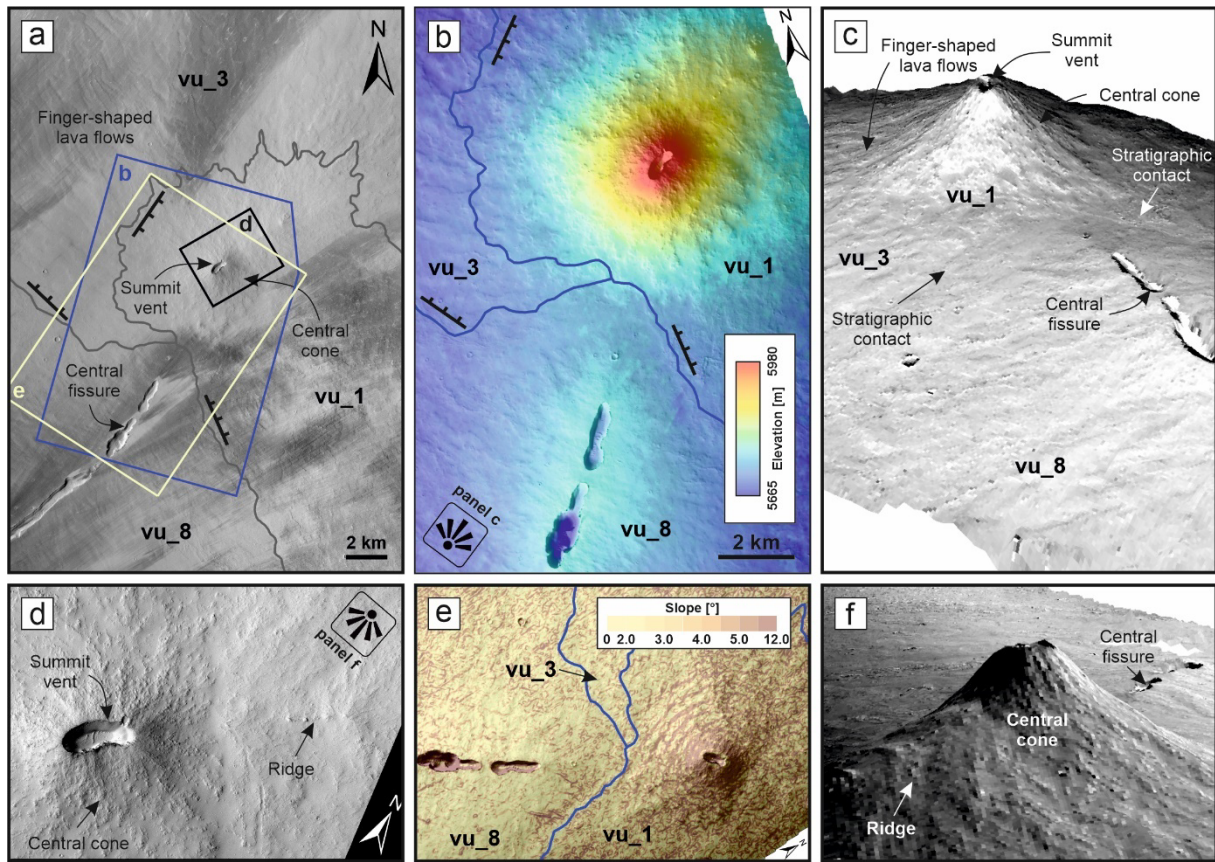 a
N
vu_3
Finger-shaped
lava flows
b
d
Summit
vent
Central
cone
Central
fissure
e
vu_1
vu_8
2 km
b
N
vu_3
vu_1
5980
Elevation [m]
5665
panel c
vu_8
2 km
c
Finger-shaped
lava flows
Summit
vent
Central cone
Stratigraphic
contact
vu_1
vu_3
Central
fissure
Stratigraphic
contact
vu_8
d
panel f
Summit
vent
Ridge
Central cone
N
e
Slope [°]
0 2.0 3.0 4.0 5.0 12.0
vu_3
vu_8
vu_1
N
f
Central
fissure
Central
cone
Ridge